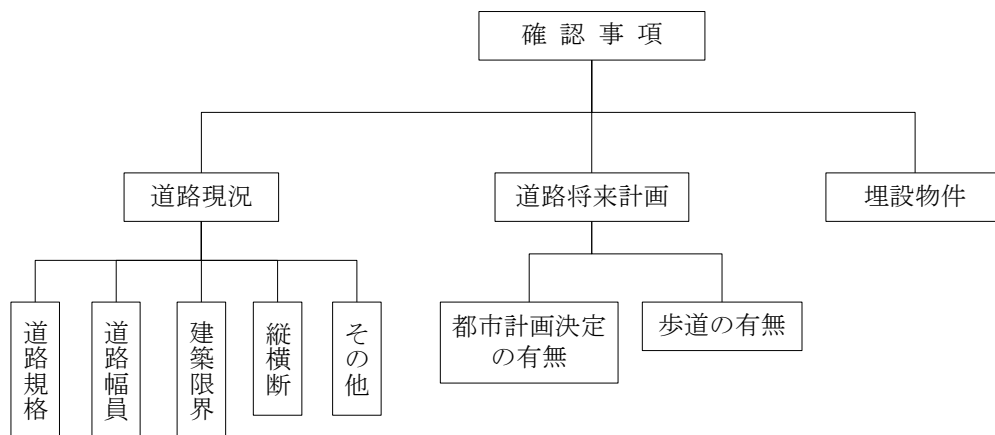 確認事項
道路現況
道路将来計画
埋設物件
道路規格
道路幅員
建築限界
縦横断
その他
都市計画決定
の有無
歩道の有無